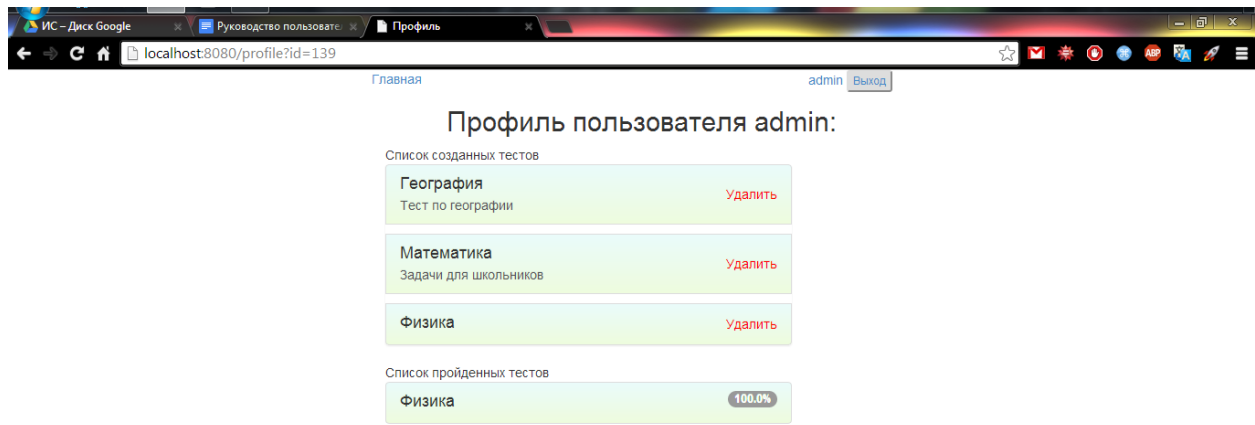 ИС – Диск Google
Руководство пользовате
Профиль
localhost:8080/profile?id=139
ABP
Главная
admin Выход
Профиль пользователя admin:
Список созданных тестов
География
Тест по географии
Удалить
Математика
Задачи для школьников
Удалить
Физика
Удалить
Список пройденных тестов
Физика
100.0%